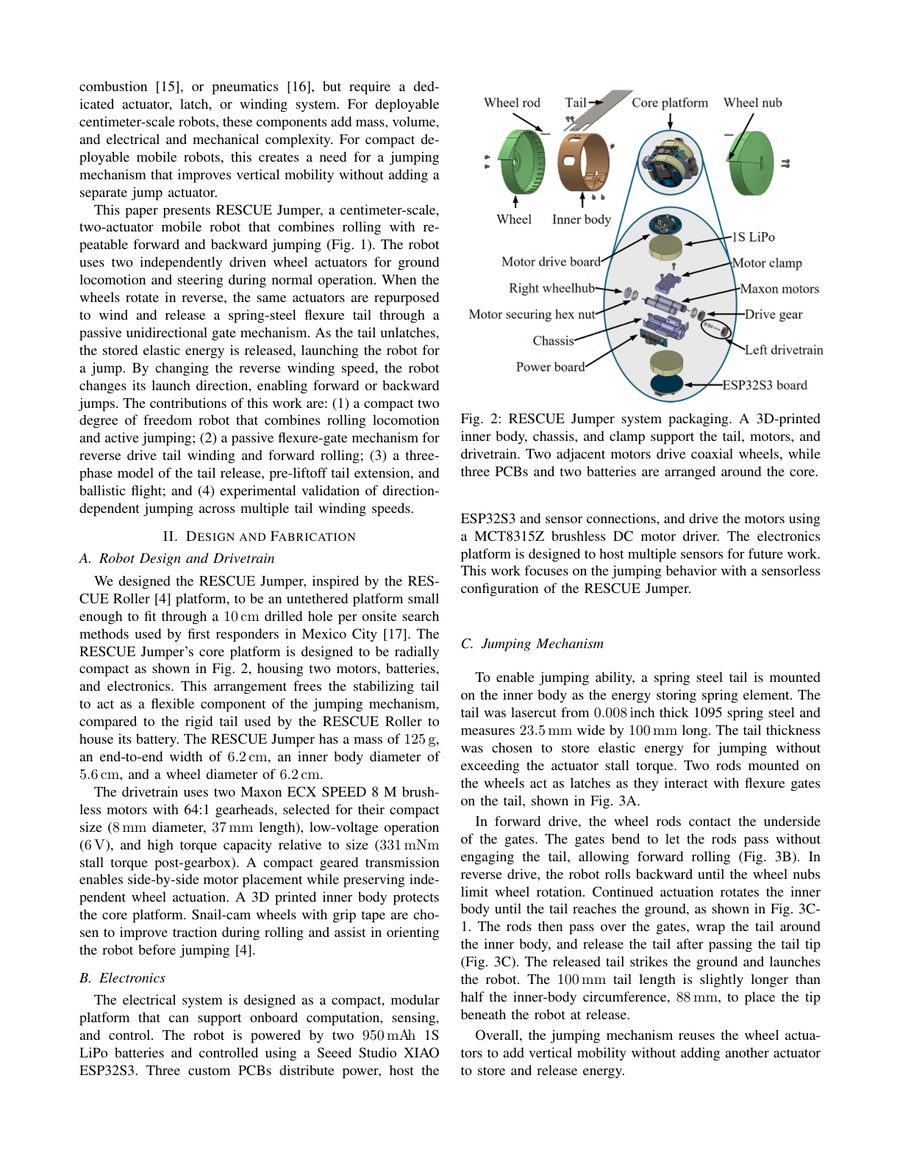 combustion [15], or pneumatics [16], but require a ded-
icated actuator, latch, or winding system. For deployable
centimeter-scale robots, these components add mass, volume,
and electrical and mechanical complexity. For compact de-
ployable mobile robots, this creates a need for a jumping
mechanism that improves vertical mobility without adding a
separate jump actuator.
This paper presents RESCUE Jumper, a centimeter-scale,
two-actuator mobile robot that combines rolling with re-
peatable forward and backward jumping (Fig. 1). The robot
uses two independently driven wheel actuators for ground
locomotion and steering during normal operation. When the
wheels rotate in reverse, the same actuators are repurposed
to wind and release a spring-steel flexure tail through a
passive unidirectional gate mechanism. As the tail unlatches,
the stored elastic energy is released, launching the robot for
a jump. By changing the reverse winding speed, the robot
changes its launch direction, enabling forward or backward
jumps. The contributions of this work are: (1) a compact two
degree of freedom robot that combines rolling locomotion
and active jumping; (2) a passive flexure-gate mechanism for
reverse drive tail winding and forward rolling; (3) a three-
phase model of the tail release, pre-liftoff tail extension, and
ballistic flight; and (4) experimental validation of direction-
dependent jumping across multiple tail winding speeds.
II. DESIGN AND FABRICATION
A. Robot Design and Drivetrain
We designed the RESCUE Jumper, inspired by the RES-
CUE Roller [4] platform, to be an untethered platform small
enough to fit through a 10 cm drilled hole per onsite search
methods used by first responders in Mexico City [17]. The
RESCUE Jumper's core platform is designed to be radially
compact as shown in Fig. 2, housing two motors, batteries,
and electronics. This arrangement frees the stabilizing tail
to act as a flexible component of the jumping mechanism,
compared to the rigid tail used by the RESCUE Roller to
house its battery. The RESCUE Jumper has a mass of 125 g,
an end-to-end width of 6.2 cm, an inner body diameter of
5.6 cm, and a wheel diameter of 6.2 cm.
The drivetrain uses two Maxon ECX SPEED 8 M brush-
less motors with 64:1 gearheads, selected for their compact
size (8 mm diameter, 37 mm length), low-voltage operation
(6 V), and high torque capacity relative to size (331 mNm
stall torque post-gearbox). A compact geared transmission
enables side-by-side motor placement while preserving inde-
pendent wheel actuation. A 3D printed inner body protects
the core platform. Snail-cam wheels with grip tape are cho-
sen to improve traction during rolling and assist in orienting
the robot before jumping [4].
B. Electronics
The electrical system is designed as a compact, modular
platform that can support onboard computation, sensing,
and control. The robot is powered by two 950 mAh 1S
LiPo batteries and controlled using a Seeed Studio XIAO
ESP32S3. Three custom PCBs distribute power, host the
Wheel rod
Tail
Core platform
Wheel nub
Wheel
Inner body
1S LiPo
Motor drive board
Motor clamp
Right wheelhub
Maxon motors
Motor securing hex nut
Drive gear
Chassis
Left drivetrain
Power board
ESP32S3 board
Fig. 2: RESCUE Jumper system packaging. A 3D-printed
inner body, chassis, and clamp support the tail, motors, and
drivetrain. Two adjacent motors drive coaxial wheels, while
three PCBs and two batteries are arranged around the core.
ESP32S3 and sensor connections, and drive the motors using
a MCT8315Z brushless DC motor driver. The electronics
platform is designed to host multiple sensors for future work.
This work focuses on the jumping behavior with a sensorless
configuration of the RESCUE Jumper.
C. Jumping Mechanism
To enable jumping ability, a spring steel tail is mounted
on the inner body as the energy storing spring element. The
tail was lasercut from 0.008 inch thick 1095 spring steel and
measures 23.5 mm wide by 100 mm long. The tail thickness
was chosen to store elastic energy for jumping without
exceeding the actuator stall torque. Two rods mounted on
the wheels act as latches as they interact with flexure gates
on the tail, shown in Fig. 3A.
In forward drive, the wheel rods contact the underside
of the gates. The gates bend to let the rods pass without
engaging the tail, allowing forward rolling (Fig. 3B). In
reverse drive, the robot rolls backward until the wheel nubs
limit wheel rotation. Continued actuation rotates the inner
body until the tail reaches the ground, as shown in Fig. 3C-
1. The rods then pass over the gates, wrap the tail around
the inner body, and release the tail after passing the tail tip
(Fig. 3C). The released tail strikes the ground and launches
the robot. The 100 mm tail length is slightly longer than
half the inner-body circumference, 88 mm, to place the tip
beneath the robot at release.
Overall, the jumping mechanism reuses the wheel actua-
tors to add vertical mobility without adding another actuator
to store and release energy.